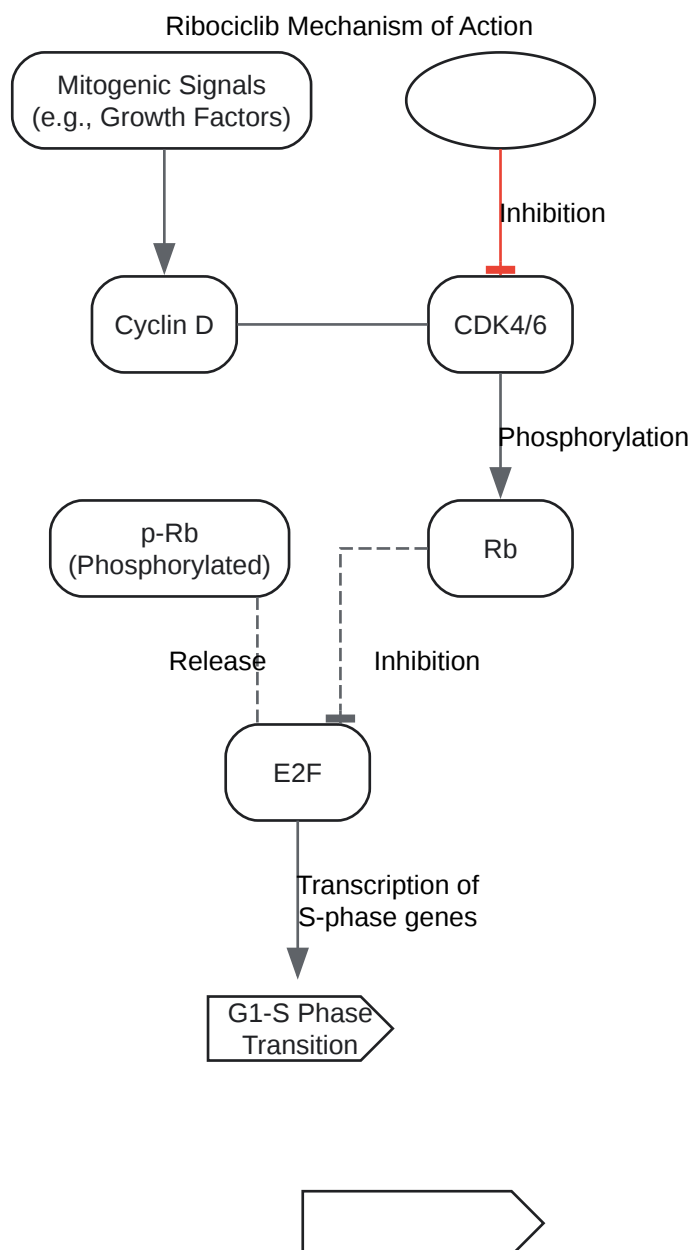 Ribociclib Mechanism of Action
Mitogenic Signals
(e.g., Growth Factors)
Inhibition
Cyclin D
CDK4/6
Phosphorylation
p-Rb
(Phosphorylated)
Rb
Release
Inhibition
E2F
Transcription of
S-phase genes
G1-S Phase
Transition